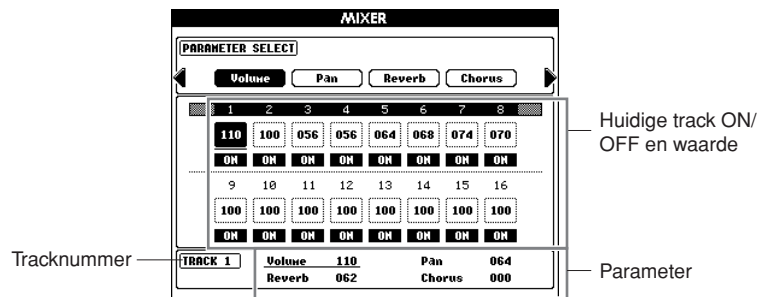 MIXER
PARAMETER SELECT
Volume Pan Reverb Chorus
1 2 3 4 5 6 7 8
110 100 056 056 064 068 074 070
ON ON ON ON ON ON ON ON
9 10 11 12 13 14 15 16
100 100 100 100 100 100 100 100
ON ON ON ON ON ON ON ON
TRACK 1 Volume 110 Pan 064
Reverb 062 Chorus 000
Huidige track ON/
OFF en waarde
Tracknummer
Parameter